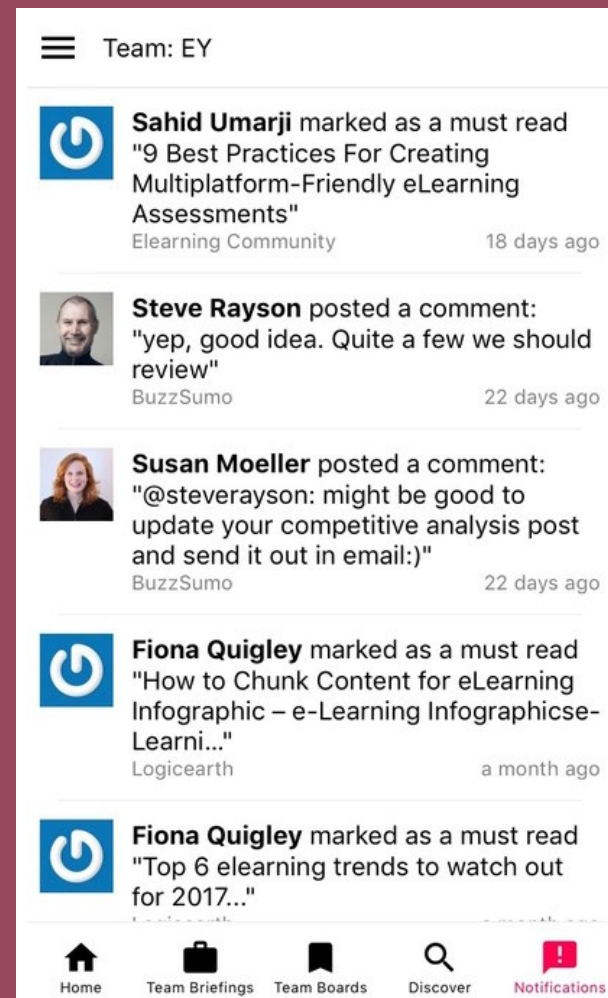 Team: EY
Sahid Umarji marked as a must read
"9 Best Practices For Creating
Multiplatform-Friendly eLearning
Assessments"
Elearning Community 18 days ago
Steve Rayson posted a comment:
"yep, good idea. Quite a few we should
review"
BuzzSumo 22 days ago
Susan Moeller posted a comment:
"@steverayson: might be good to
update your competitive analysis post
and send it out in email:)"
BuzzSumo 22 days ago
Fiona Quigley marked as a must read
"How to Chunk Content for eLearning
Infographic – e-Learning Infographicse-
Learni..."
Logicearth a month ago
Fiona Quigley marked as a must read
"Top 6 elearning trends to watch out
for 2017..."
Home Team Briefings Team Boards Discover Notifications